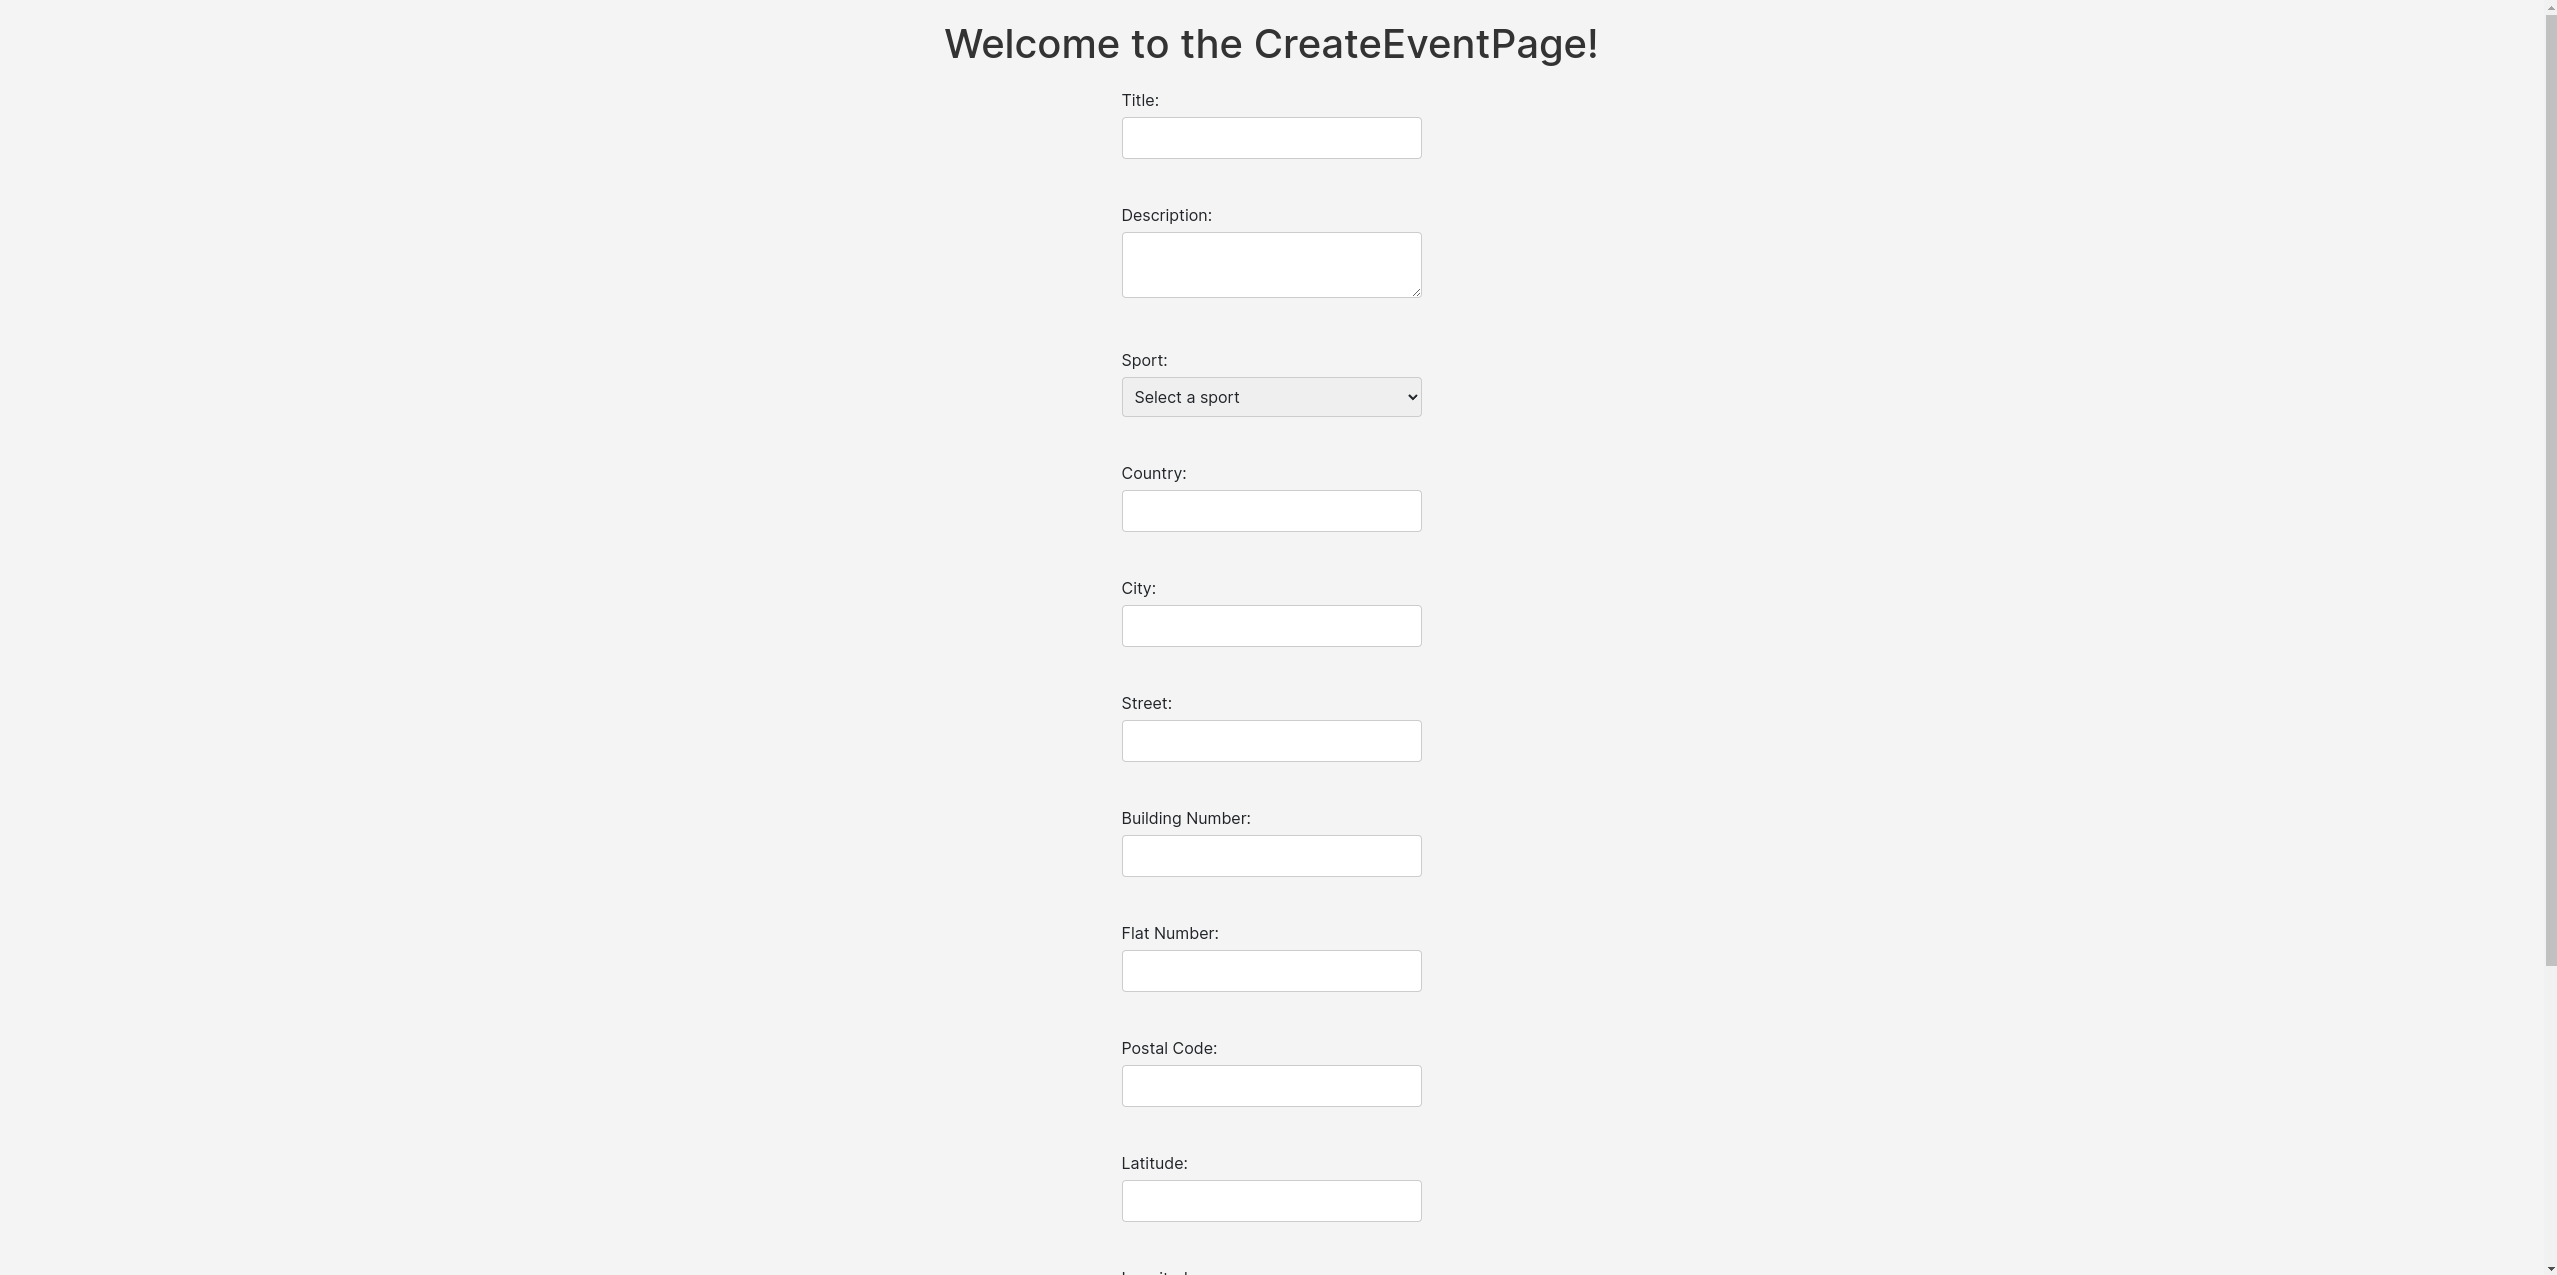 Welcome to the CreateEventPage!
Title:
Description:
Sport:
Select a sport
Country:
City:
Street:
Building Number:
Flat Number:
Postal Code:
Latitude: